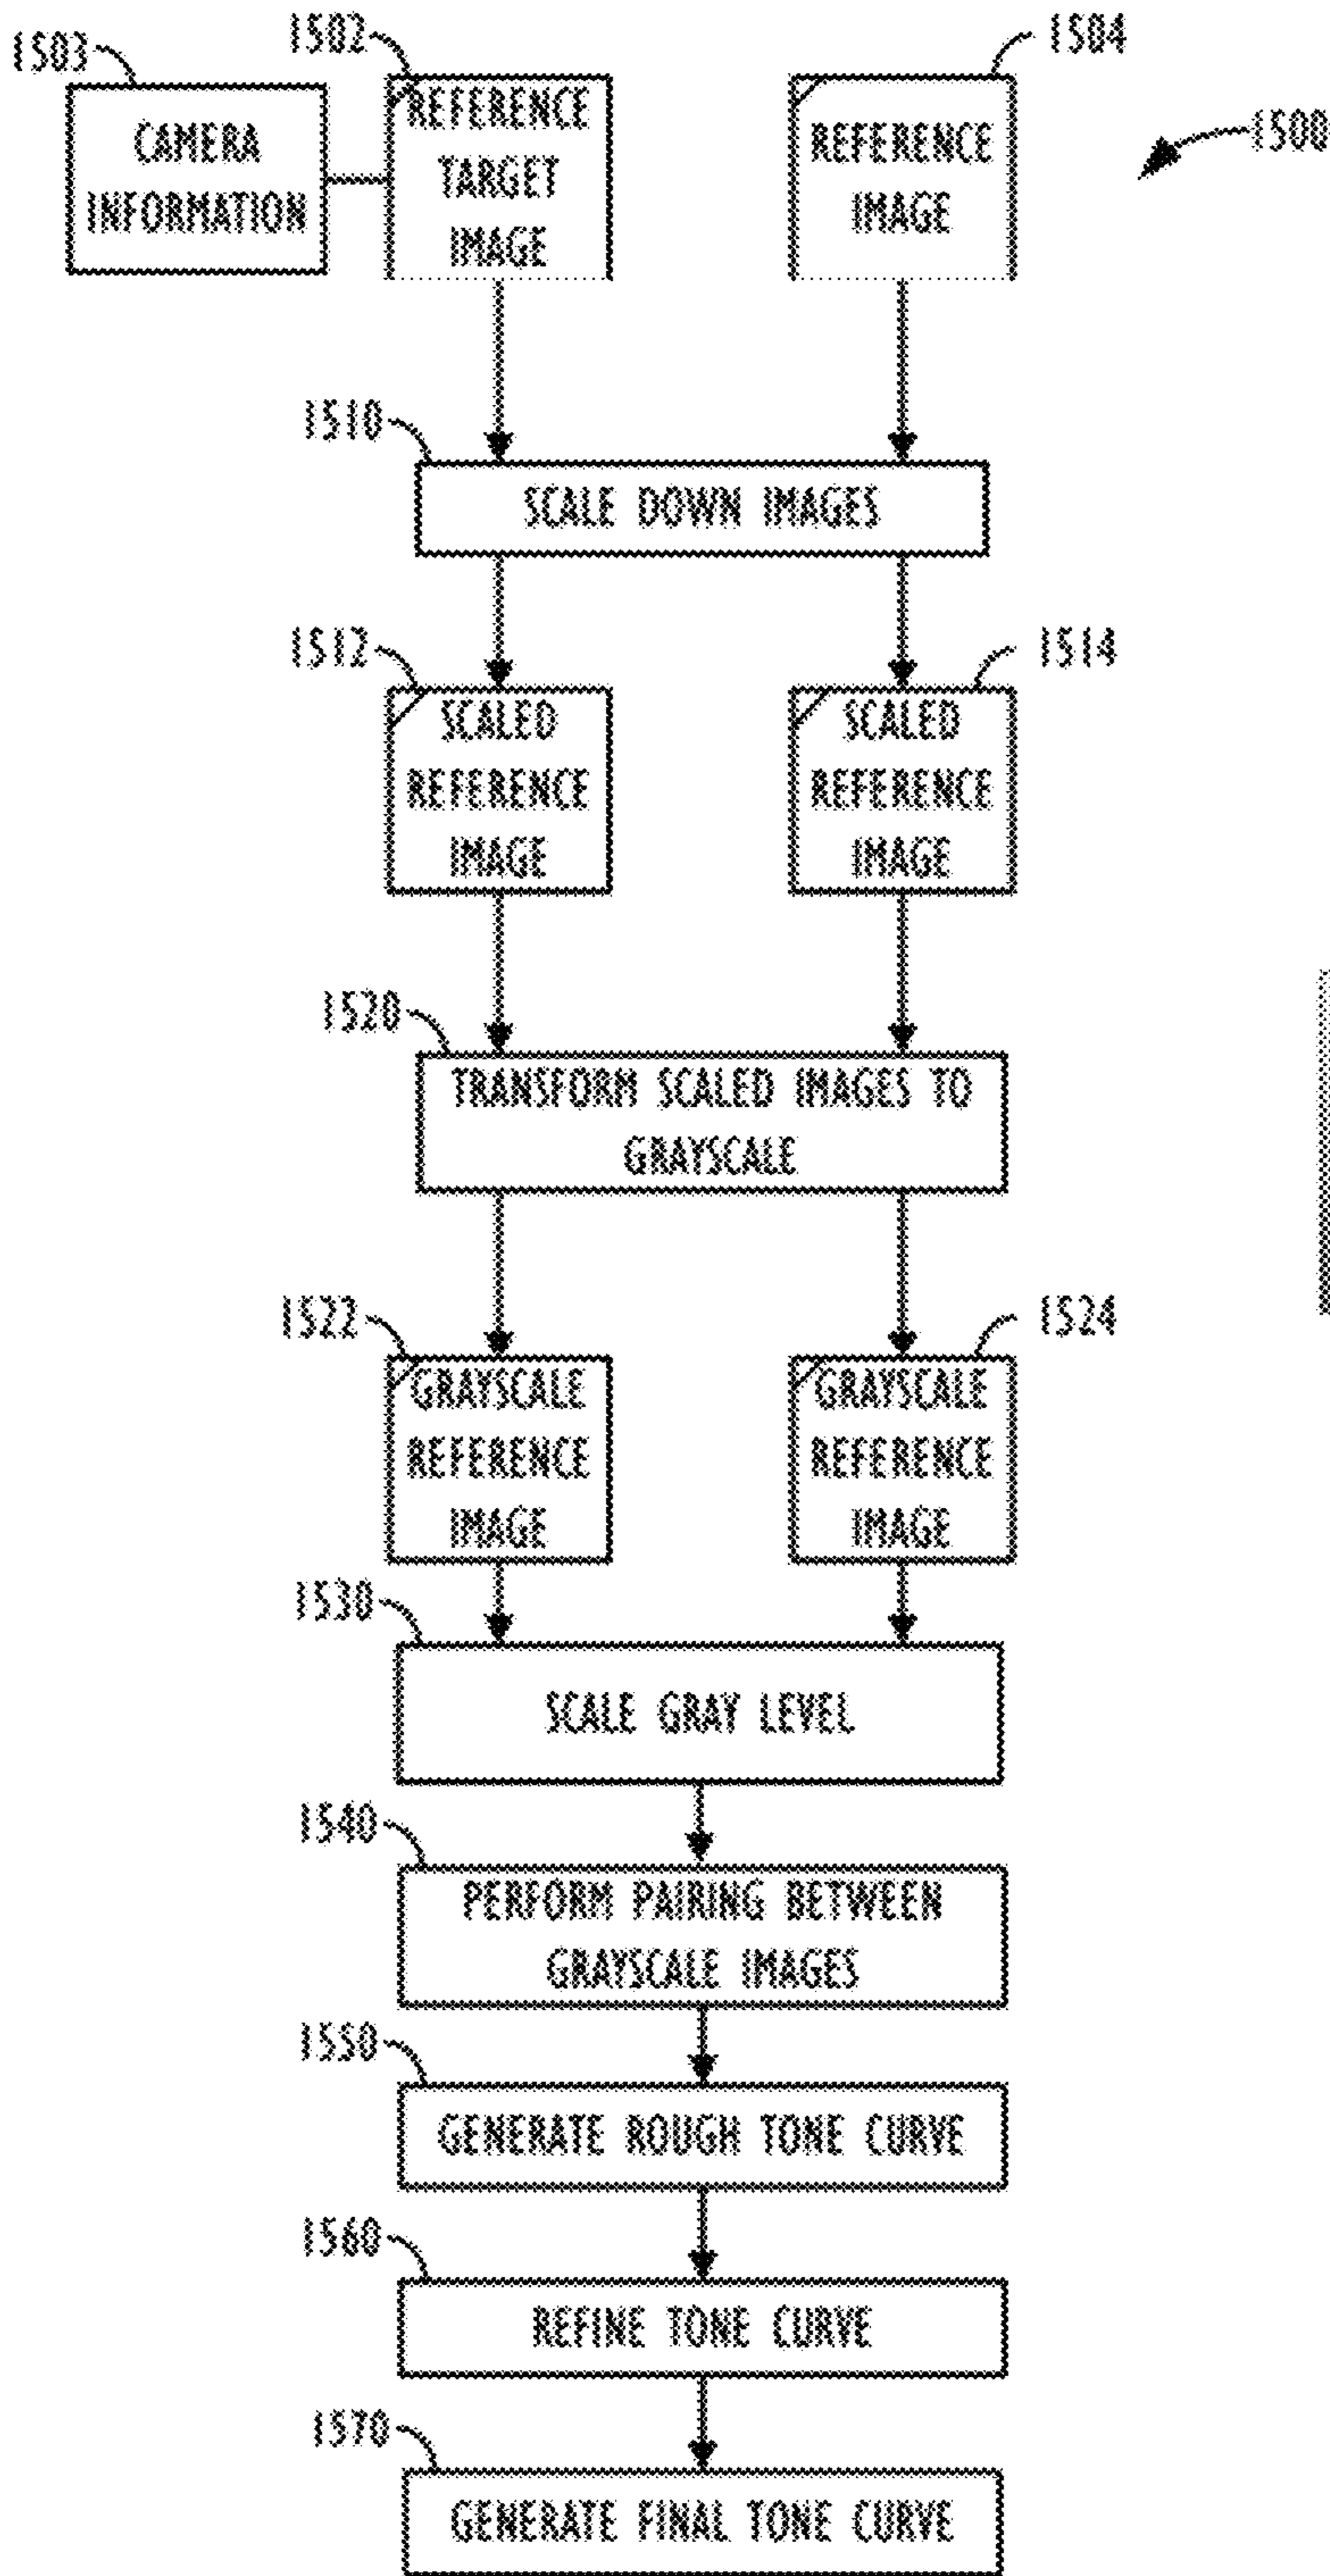 1503
1502
1504
1500
CAMERA
INFORMATION
REFERENCE
TARGET
IMAGE
REFERENCE
IMAGE
1510
SCALE DOWN IMAGES
1512
1514
SCALED
REFERENCE
IMAGE
SCALED
REFERENCE
IMAGE
1520
TRANSFORM SCALED IMAGES TO
GRAYSCALE
1522
1524
GRAYSCALE
REFERENCE
IMAGE
GRAYSCALE
REFERENCE
IMAGE
1530
SCALE GRAY LEVEL
1540
PERFORM PAIRING BETWEEN
GRAYSCALE IMAGES
1550
GENERATE ROUGH TONE CURVE
1560
REFINE TONE CURVE
1570
GENERATE FINAL TONE CURVE